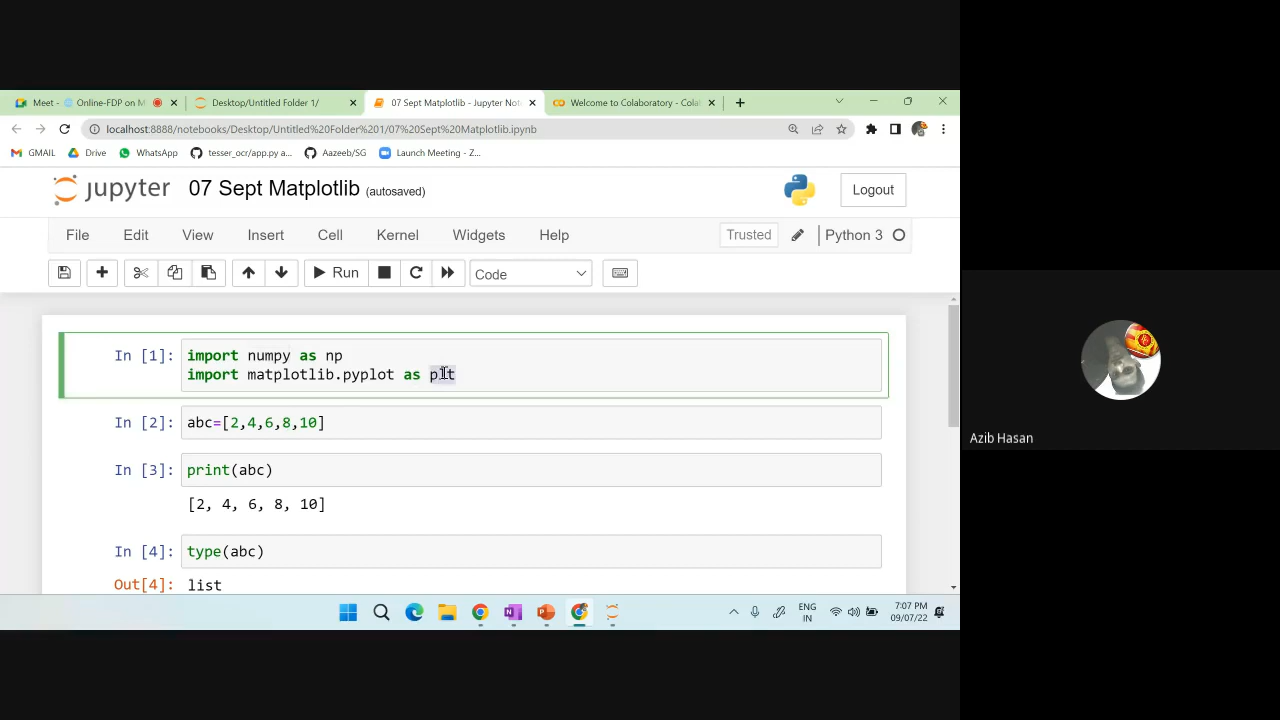 Meet - Online-FDP on M
Desktop/Untitled Folder 1/
07 Sept Matplotlib - Jupyter Not
Welcome to Colaboratory - Cola
localhost:8888/notebooks/Desktop/Untitled%20Folder%201/07%20Sept%20Matplotlib.ipynb
GMAIL Drive WhatsApp tesser_ocr/app.py a... Aazeeb/SG Launch Meeting - Z...
jupyter 07 Sept Matplotlib (autosaved) Logout
File Edit View Insert Cell Kernel Widgets Help Trusted Python 3
Run Code
In [1]: import numpy as np
import matplotlib.pyplot as plt
In [2]: abc=[2,4,6,8,10]
In [3]: print(abc)
[2, 4, 6, 8, 10]
In [4]: type(abc)
Out[4]: list
Azib Hasan
ENG
IN
7:07 PM
09/07/22